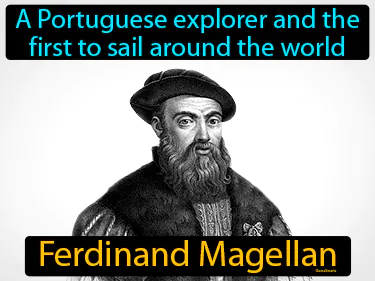 A Portuguese explorer and the
first to sail around the world
Ferdinand Magellan